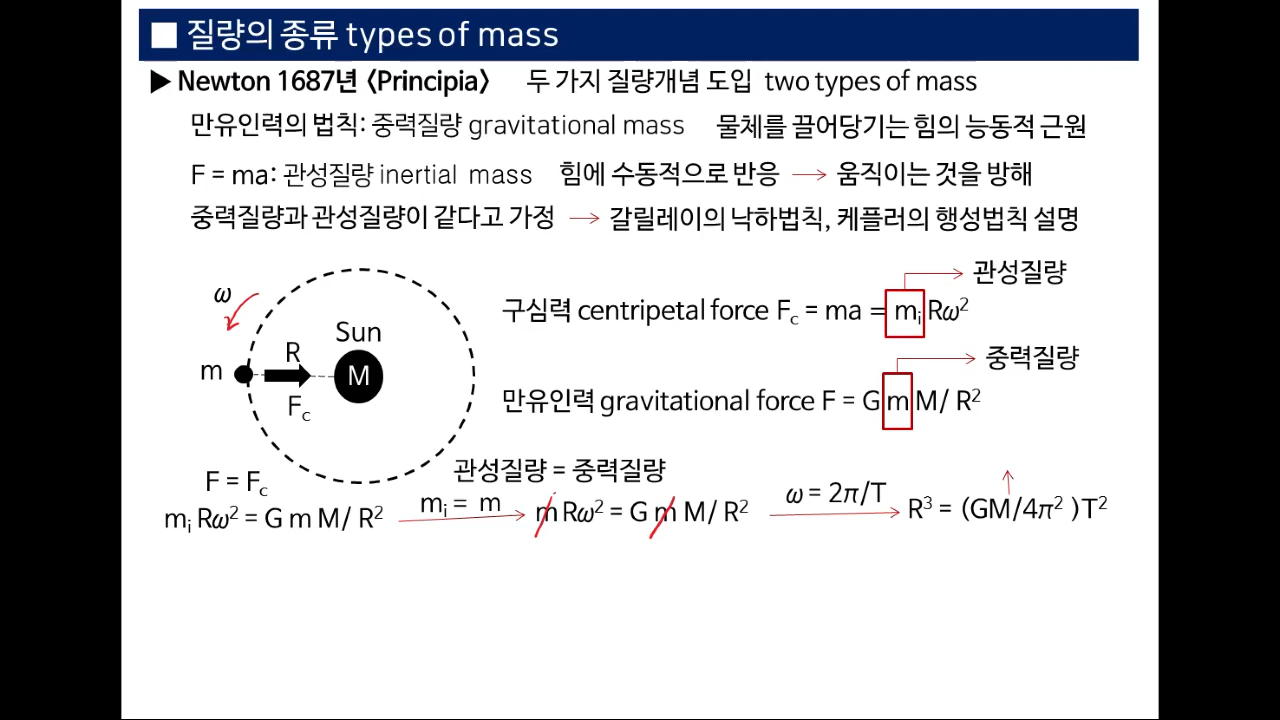 ■ 질량의 종류 types of mass
▶ Newton 1687년 <Principia> 두 가지 질량개념 도입 two types of mass
만유인력의 법칙: 중력질량 gravitational mass 물체를 끌어당기는 힘의 능동적 근원
F = ma: 관성질량 inertial mass 힘에 수동적으로 반응 → 움직이는 것을 방해
중력질량과 관성질량이 같다고 가정 → 갈릴레이의 낙하법칙, 케플러의 행성법칙 설명
관성질량
ω
구심력 centripetal force F_c = ma = m_i Rω²
Sun
R
중력질량
m
M
만유인력 gravitational force F = G m M/ R²
F_c
F = F_c
관성질량 = 중력질량
m_i Rω² = G m M/ R² m_i = m → m Rω² = G m M/ R² ω = 2π/T → R³ = (GM/4π² )T²